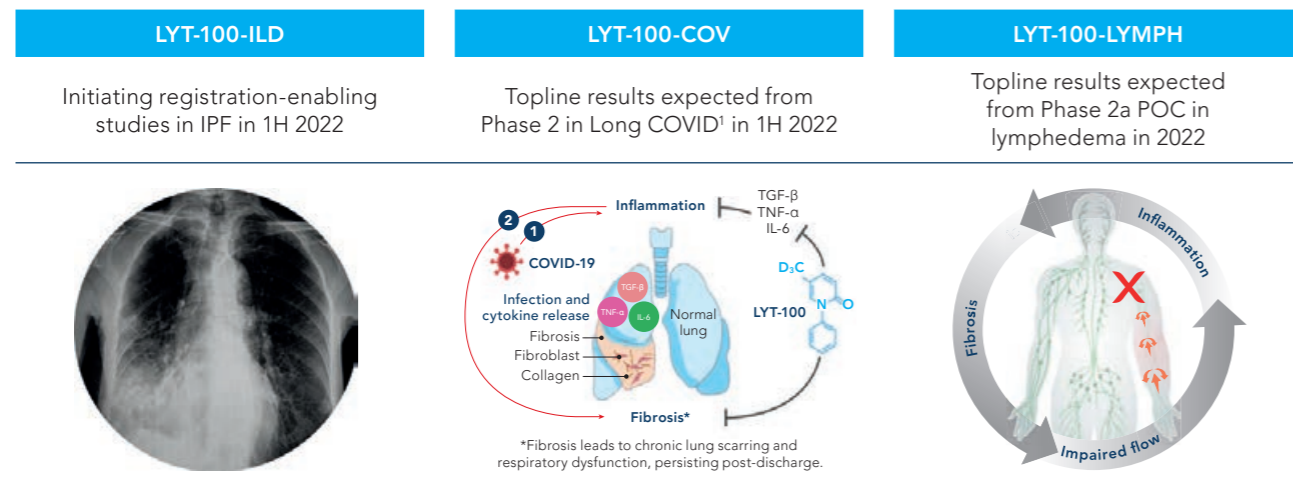 LYT-100-ILD
Initiating registration-enabling
studies in IPF in 1H 2022
LYT-100-COV
Topline results expected from
Phase 2 in Long COVID¹ in 1H 2022
LYT-100-LYMPH
Topline results expected
from Phase 2a POC in
lymphedema in 2022
Inflammation
TGF-β
TNF-α
IL-6
2
1
COVID-19
Infection and
cytokine release
TGF-β
TNF-α
IL-6
Normal
lung
Fibrosis
Fibroblast
Collagen
D₃C
N
O
LYT-100
Fibrosis*
*Fibrosis leads to chronic lung scarring and
respiratory dysfunction, persisting post-discharge.
Inflammation
X
Fibrosis
Impaired flow